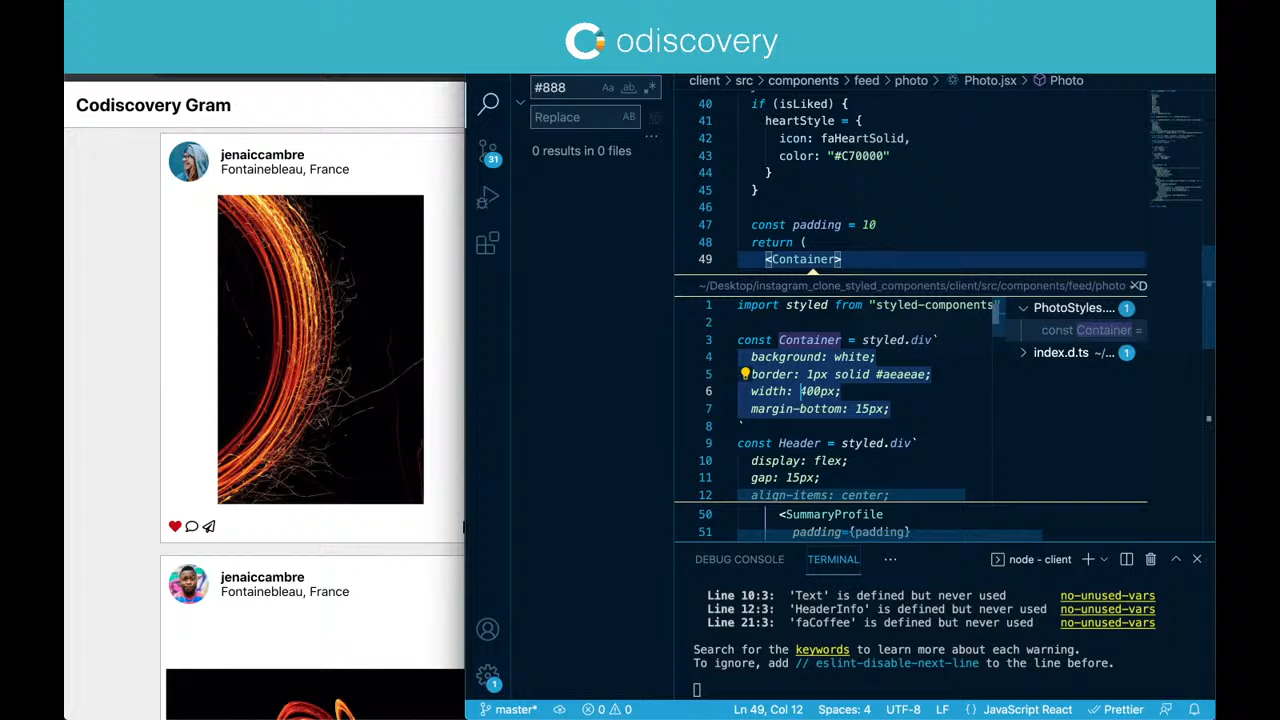 Codiscovery
Codiscovery Gram
jenaiccambre
Fontainebleau, France
jenaiccambre
Fontainebleau, France
#888
Aa ab .*
Replace
AB
...
0 results in 0 files
31
1
client > src > components > feed > photo > Photo.jsx > Photo
40 if (isLiked) {
41 heartStyle = {
42 icon: faHeartSolid,
43 color: "#C70000"
44 }
45 }
46
47 const padding = 10
48 return (
49 <Container>
~/Desktop/instagram_clone_styled_components/client/src/components/feed/photo
1 import styled from "styled-components"
2
3 const Container = styled.div`
4 background: white;
5 border: 1px solid #aeaeae;
6 width: 400px;
7 margin-bottom: 15px;
8 `
9 const Header = styled.div`
10 display: flex;
11 gap: 15px;
12 align-items: center;
PhotoStyles.... 1
const Container =
index.d.ts ~/... 1
50 <SummaryProfile
51 padding={padding}
DEBUG CONSOLE TERMINAL ... node - client
Line 10:3: 'Text' is defined but never used no-unused-vars
Line 12:3: 'HeaderInfo' is defined but never used no-unused-vars
Line 21:3: 'faCoffee' is defined but never used no-unused-vars
Search for the keywords to learn more about each warning.
To ignore, add // eslint-disable-next-line to the line before.
master* 0 0 Ln 49, Col 12 Spaces: 4 UTF-8 LF {} JavaScript React Prettier